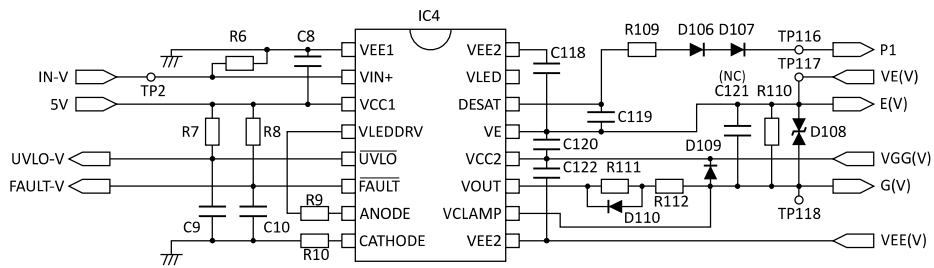 IC4
R6 C8 VEE1 VEE2 C118 R109 D106 D107 TP116 P1
IN-V TP2 VIN+ VLED TP117 VE(V)
5V VCC1 DESAT C119 (NC) C121 R110 E(V)
R7 R8 VLEDDRV VE C120 D109 D108
UVLO-V UVLO VCC2 C122 R111 VGG(V)
FAULT-V FAULT VOUT D110 R112 G(V)
C9 C10 R9 ANODE VCLAMP TP118
R10 CATHODE VEE2 VEE(V)